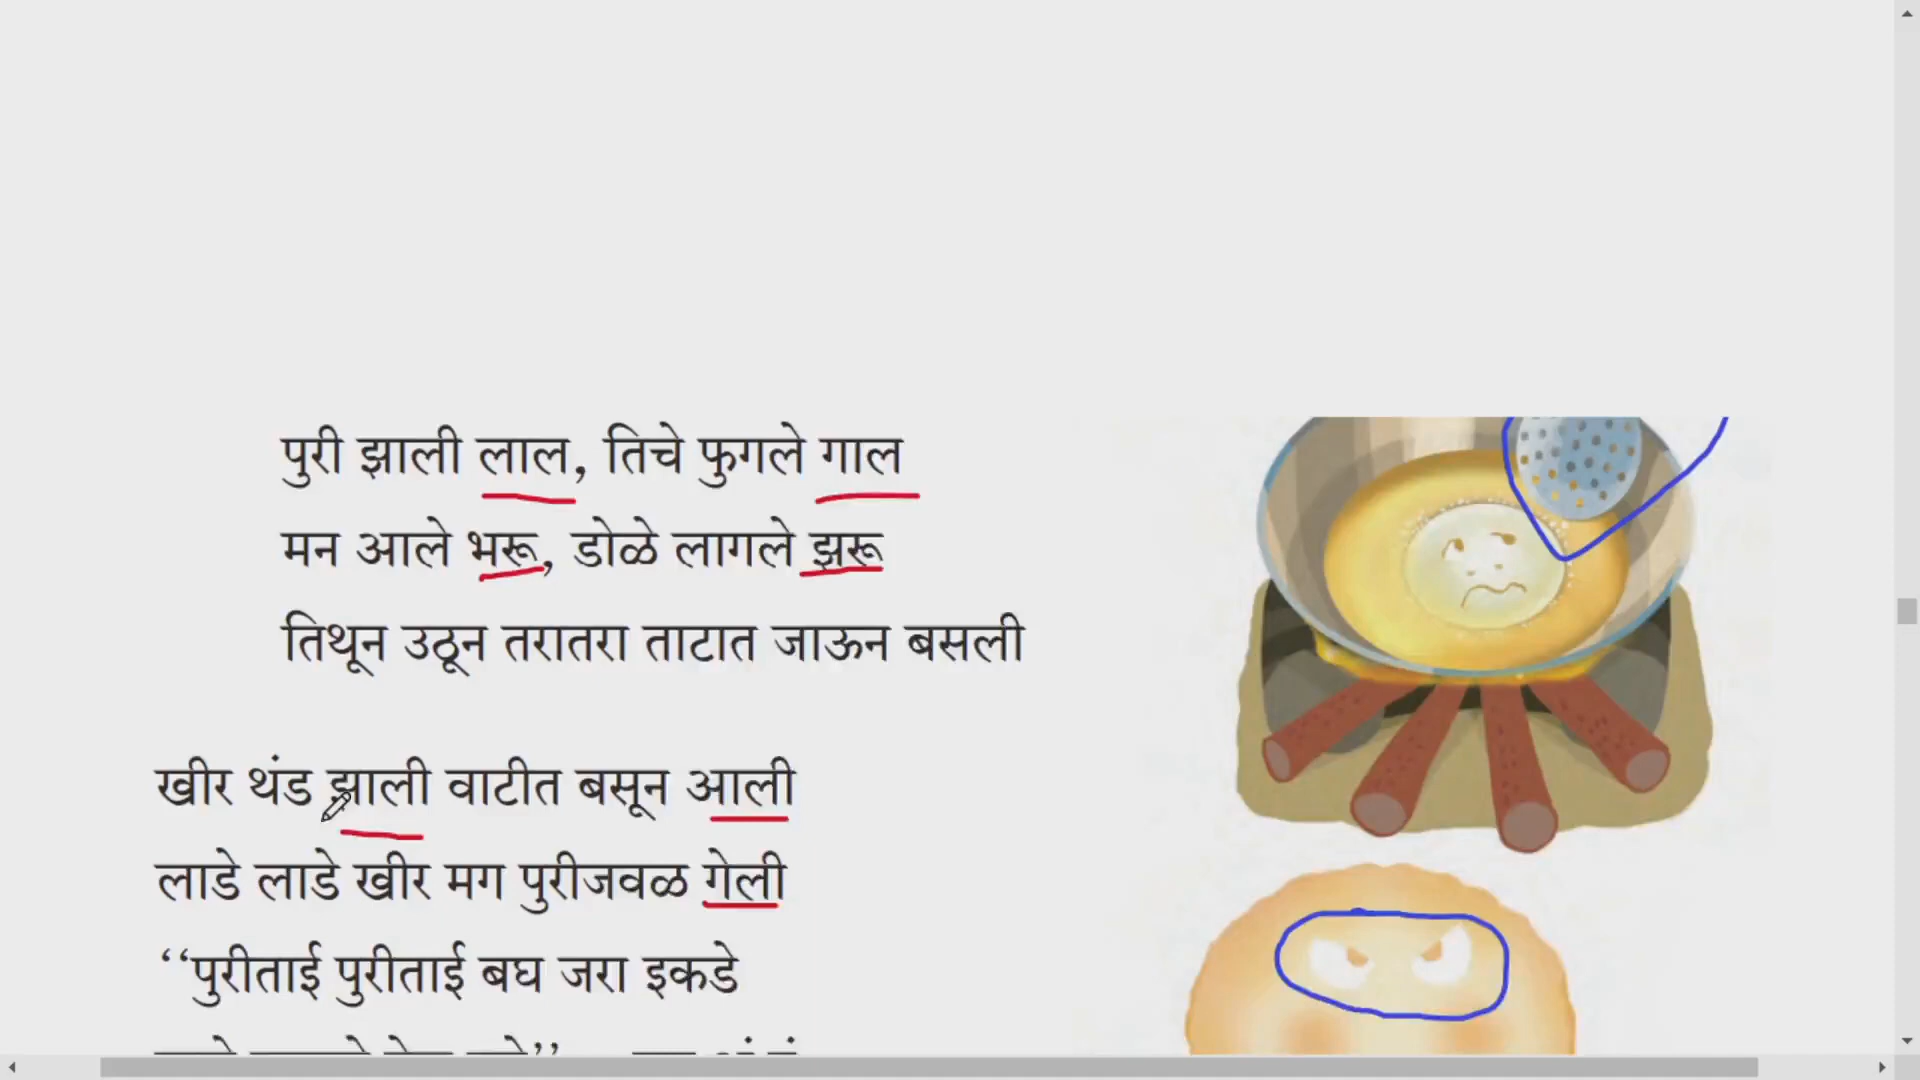 पुरी झाली लाल, तिचे फुगले गाल
मन आले भरू, डोळे लागले झरू
तिथून उठून तरातरा ताटात जाऊन बसली
खीर थंड झाली वाटीत बसून आली
लाडे लाडे खीर मग पुरीजवळ गेली
‘‘पुरीताई पुरीताई बघ जरा इकडे